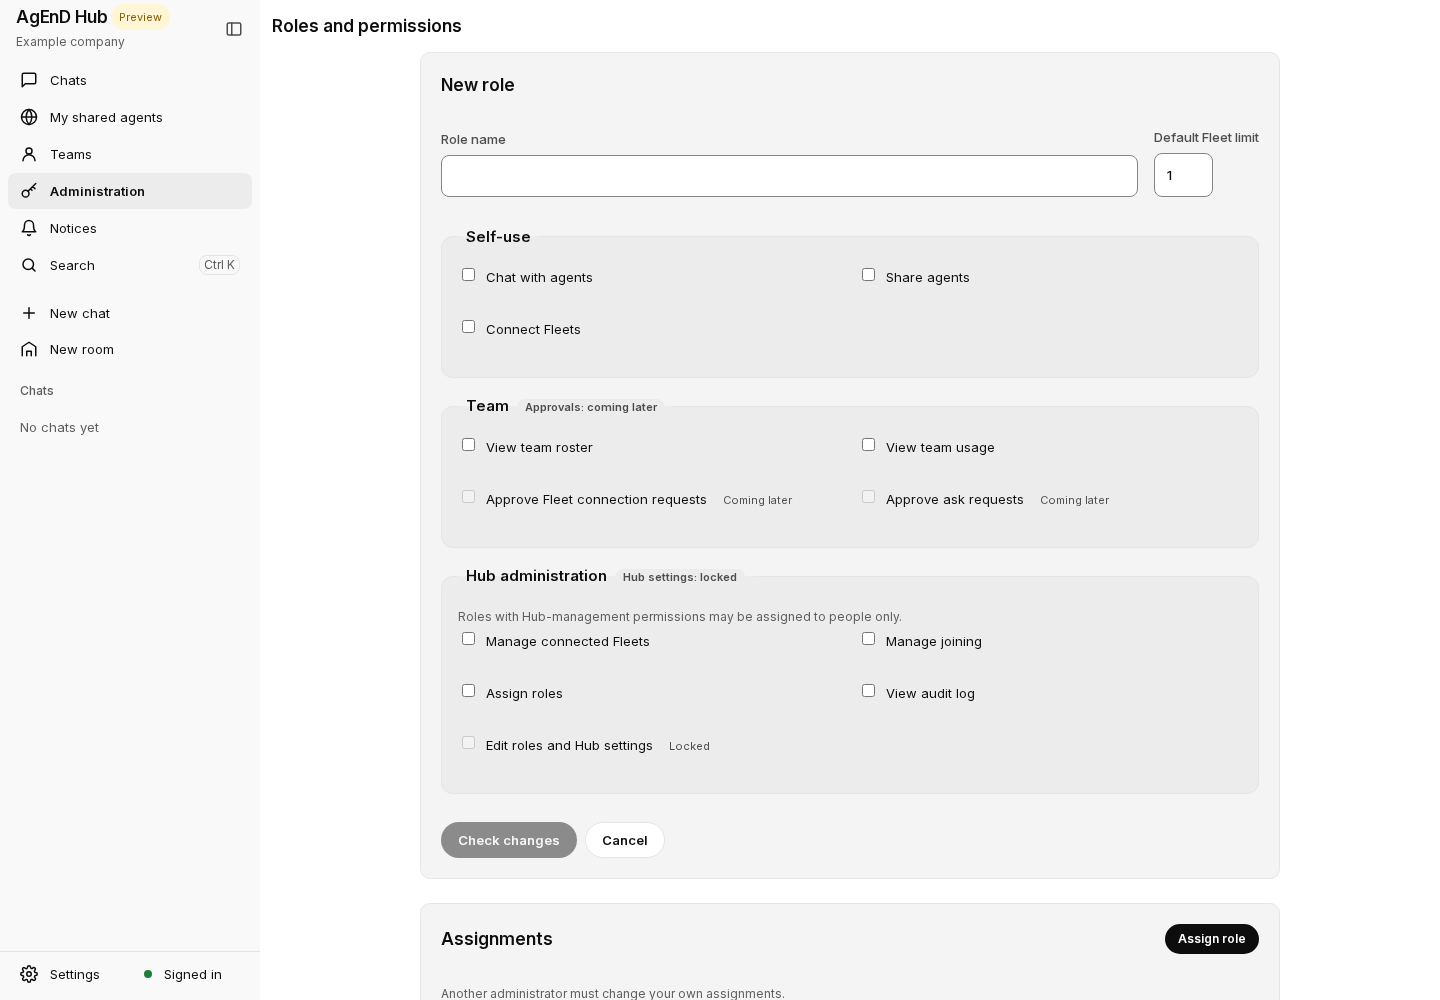 AgEnD Hub Preview
Example company
Chats
My shared agents
Teams
Administration
Notices
Search Ctrl K
New chat
New room
Chats
No chats yet
Settings
Signed in
Roles and permissions
New role
Role name
Default Fleet limit
1
Self-use
Chat with agents
Share agents
Connect Fleets
Team Approvals: coming later
View team roster
View team usage
Approve Fleet connection requests Coming later
Approve ask requests Coming later
Hub administration Hub settings: locked
Roles with Hub-management permissions may be assigned to people only.
Manage connected Fleets
Manage joining
Assign roles
View audit log
Edit roles and Hub settings Locked
Check changes
Cancel
Assignments
Assign role
Another administrator must change your own assignments.